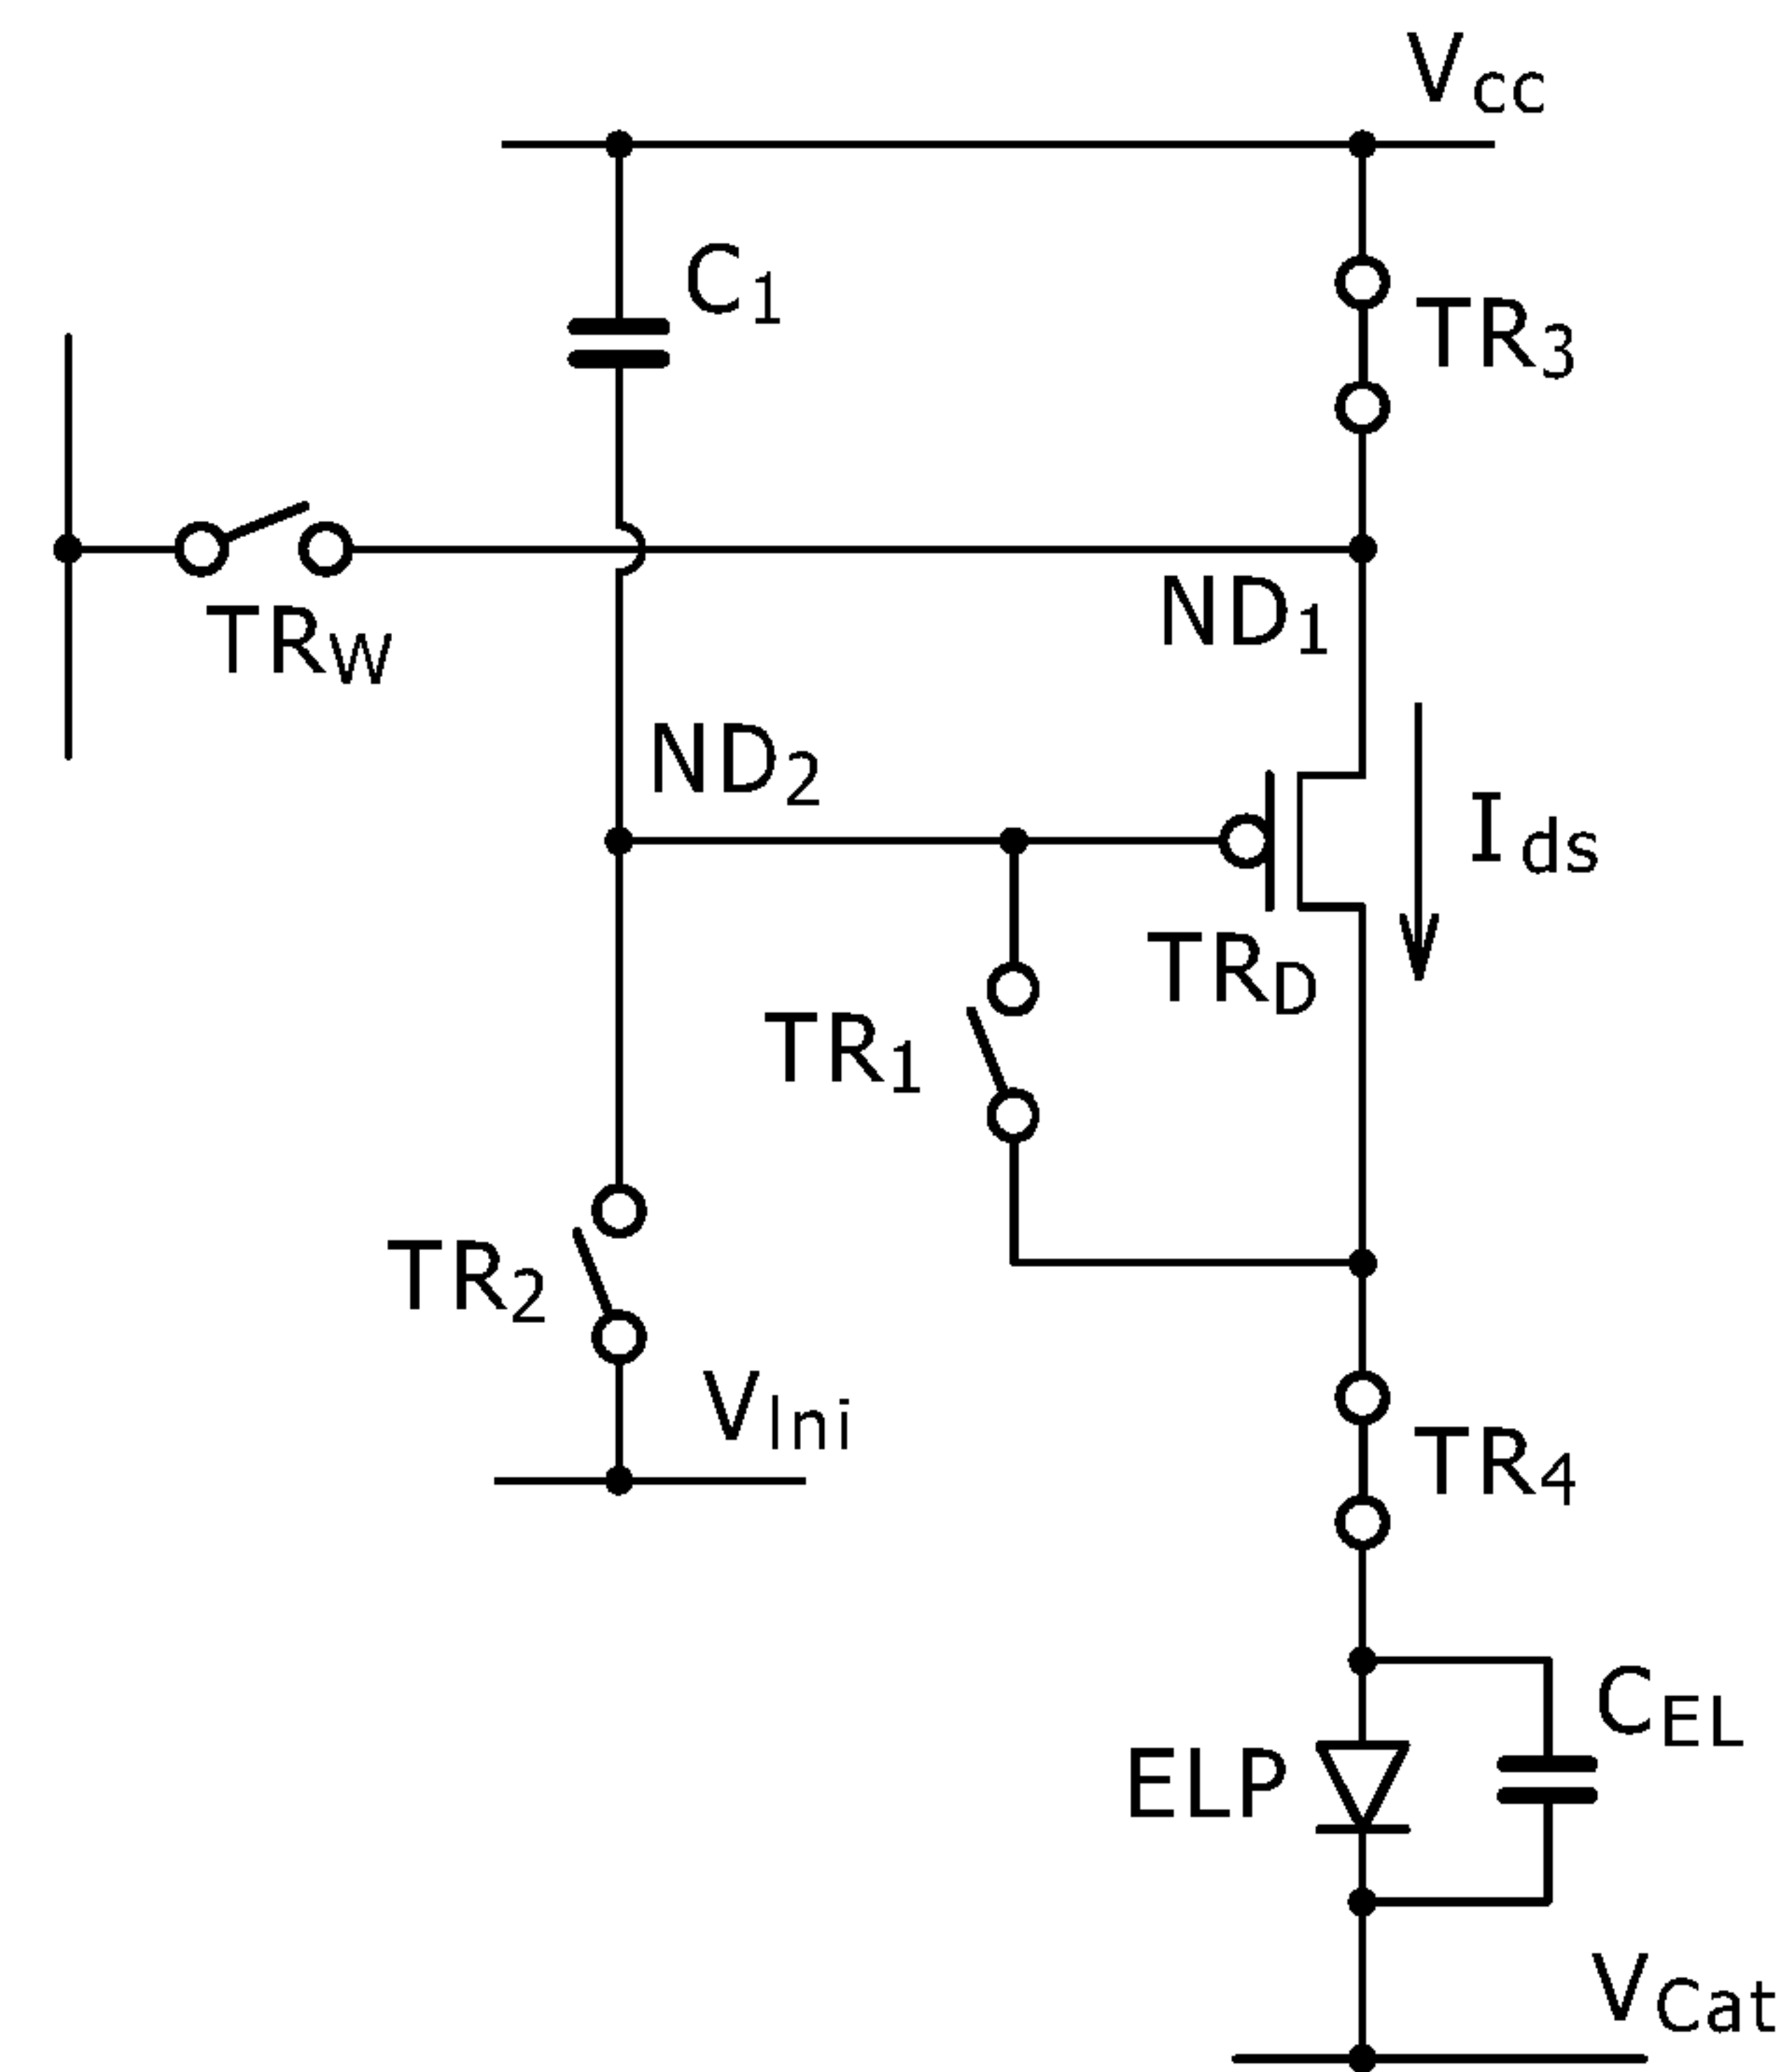 VCC
C1
TR3
TRW
ND1
ND2
Ids
TRD
TR1
TR2
VIni
TR4
CEL
ELP
VCat